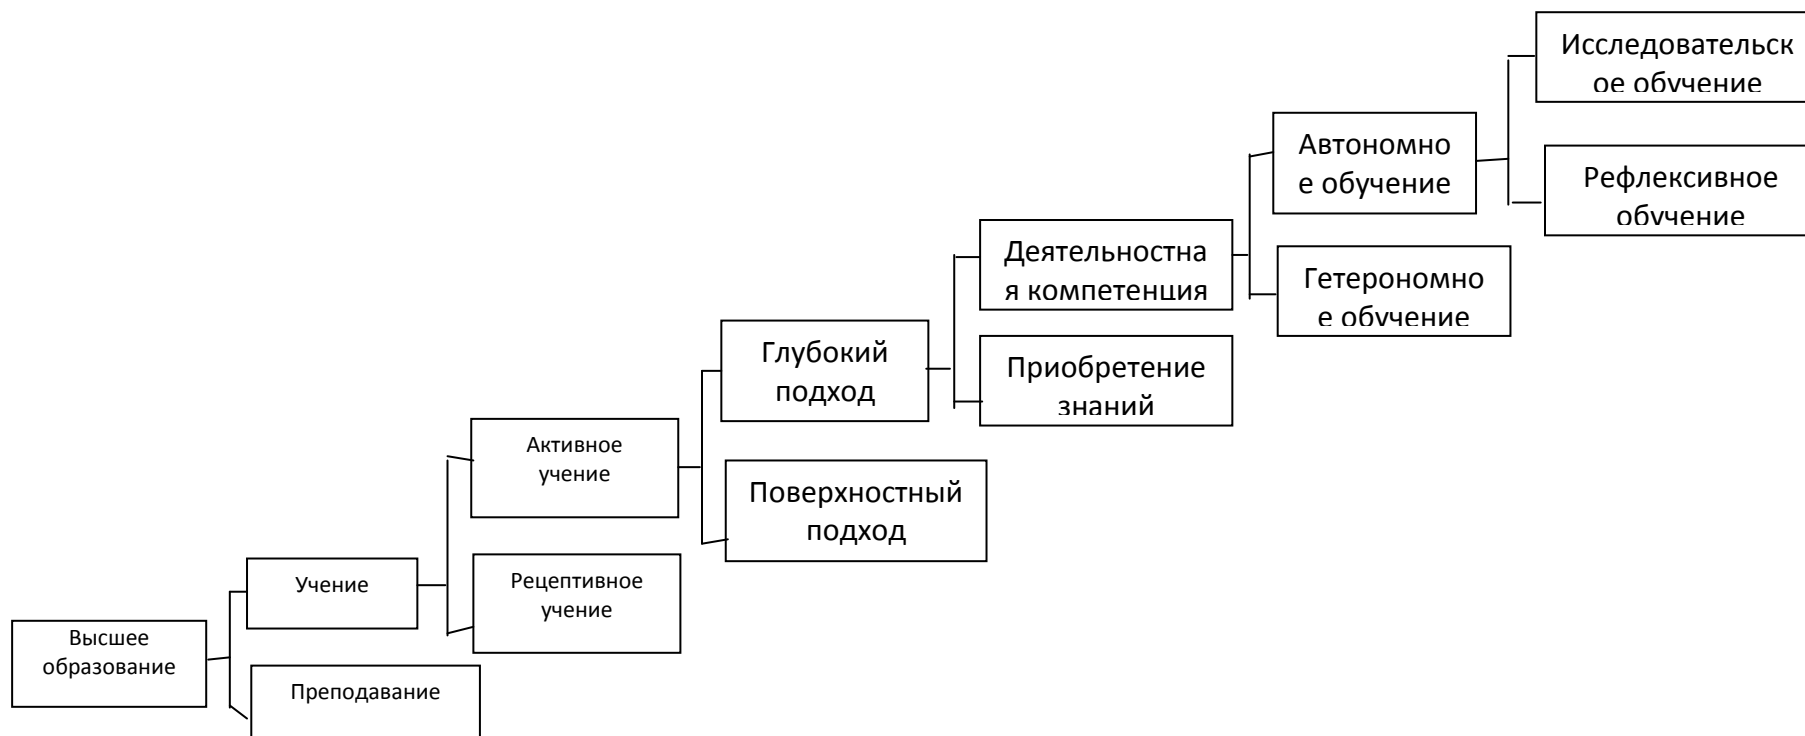 Исследовательск
ое обучение
Автономно
е обучение
Рефлексивное
обучение
Деятельностна
я компетенция
Гетерономно
е обучение
Глубокий
подход
Приобретение
знаний
Активное
учение
Поверхностный
подход
Учение
Рецептивное
учение
Высшее
образование
Преподавание